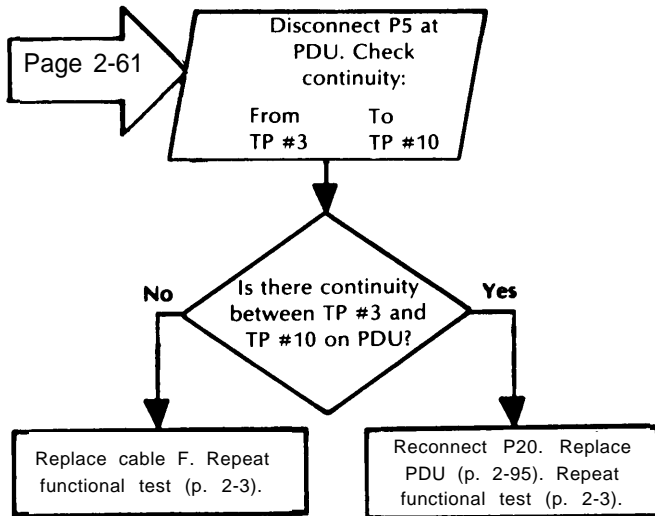 Page 2-61
Disconnect P5 at
PDU. Check
continuity:
From To
TP #3 TP #10
Is there continuity
between TP #3 and
TP #10 on PDU?
No
Yes
Replace cable F. Repeat
functional test (p. 2-3).
Reconnect P20. Replace
PDU (p. 2-95). Repeat
functional test (p. 2-3).